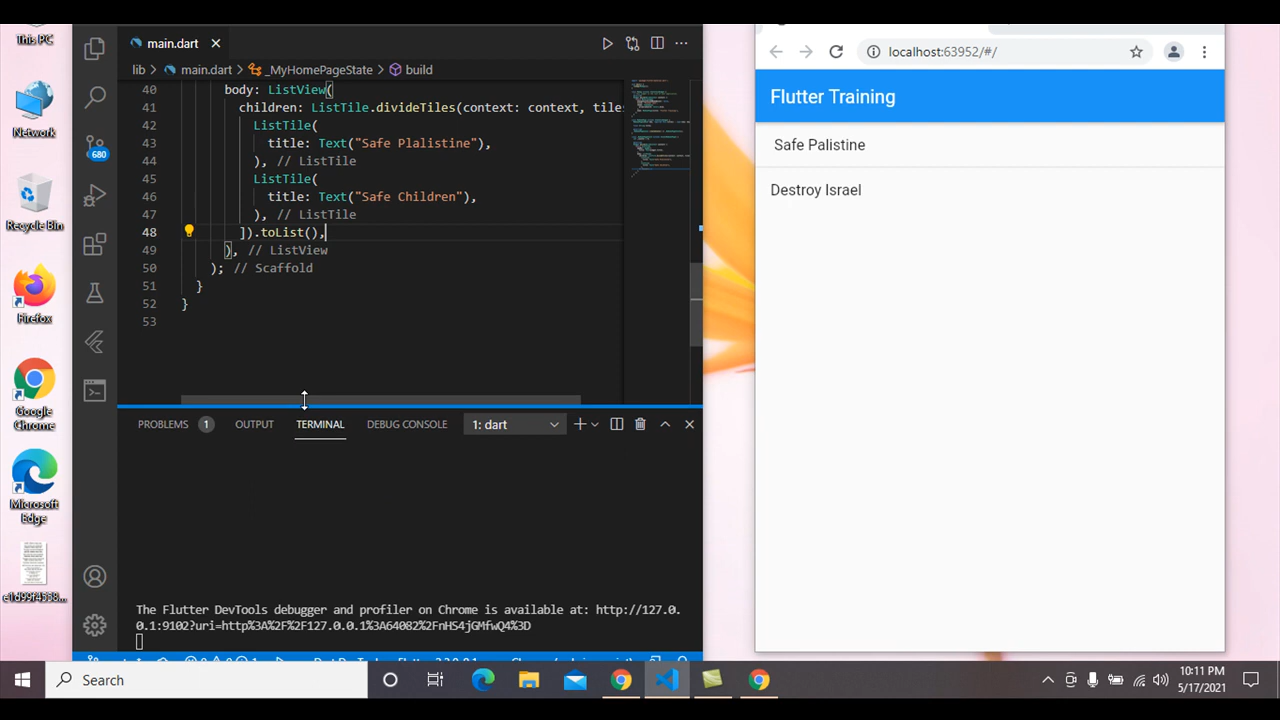 This PC
Network
Recycle Bin
Firefox
Google
Chrome
Microsoft
Edge
e1d99f4538...
680
main.dart
lib > main.dart > _MyHomePageState > build
40 body: ListView(
41 children: ListTile.divideTiles(context: context, tile
42 ListTile(
43 title: Text("Safe Plalistine"),
44 ), // ListTile
45 ListTile(
46 title: Text("Safe Children"),
47 ), // ListTile
48 ]).toList(),
49 ), // ListView
50 ); // Scaffold
51 }
52 }
53
PROBLEMS 1 OUTPUT TERMINAL DEBUG CONSOLE 1: dart
The Flutter DevTools debugger and profiler on Chrome is available at: http://127.0.
0.1:9102?uri=http%3A%2F%2F127.0.0.1%3A64082%2FnHS4jGMfwQ4%3D
localhost:63952/#/
Flutter Training
Safe Palistine
Destroy Israel
Search
10:11 PM
5/17/2021